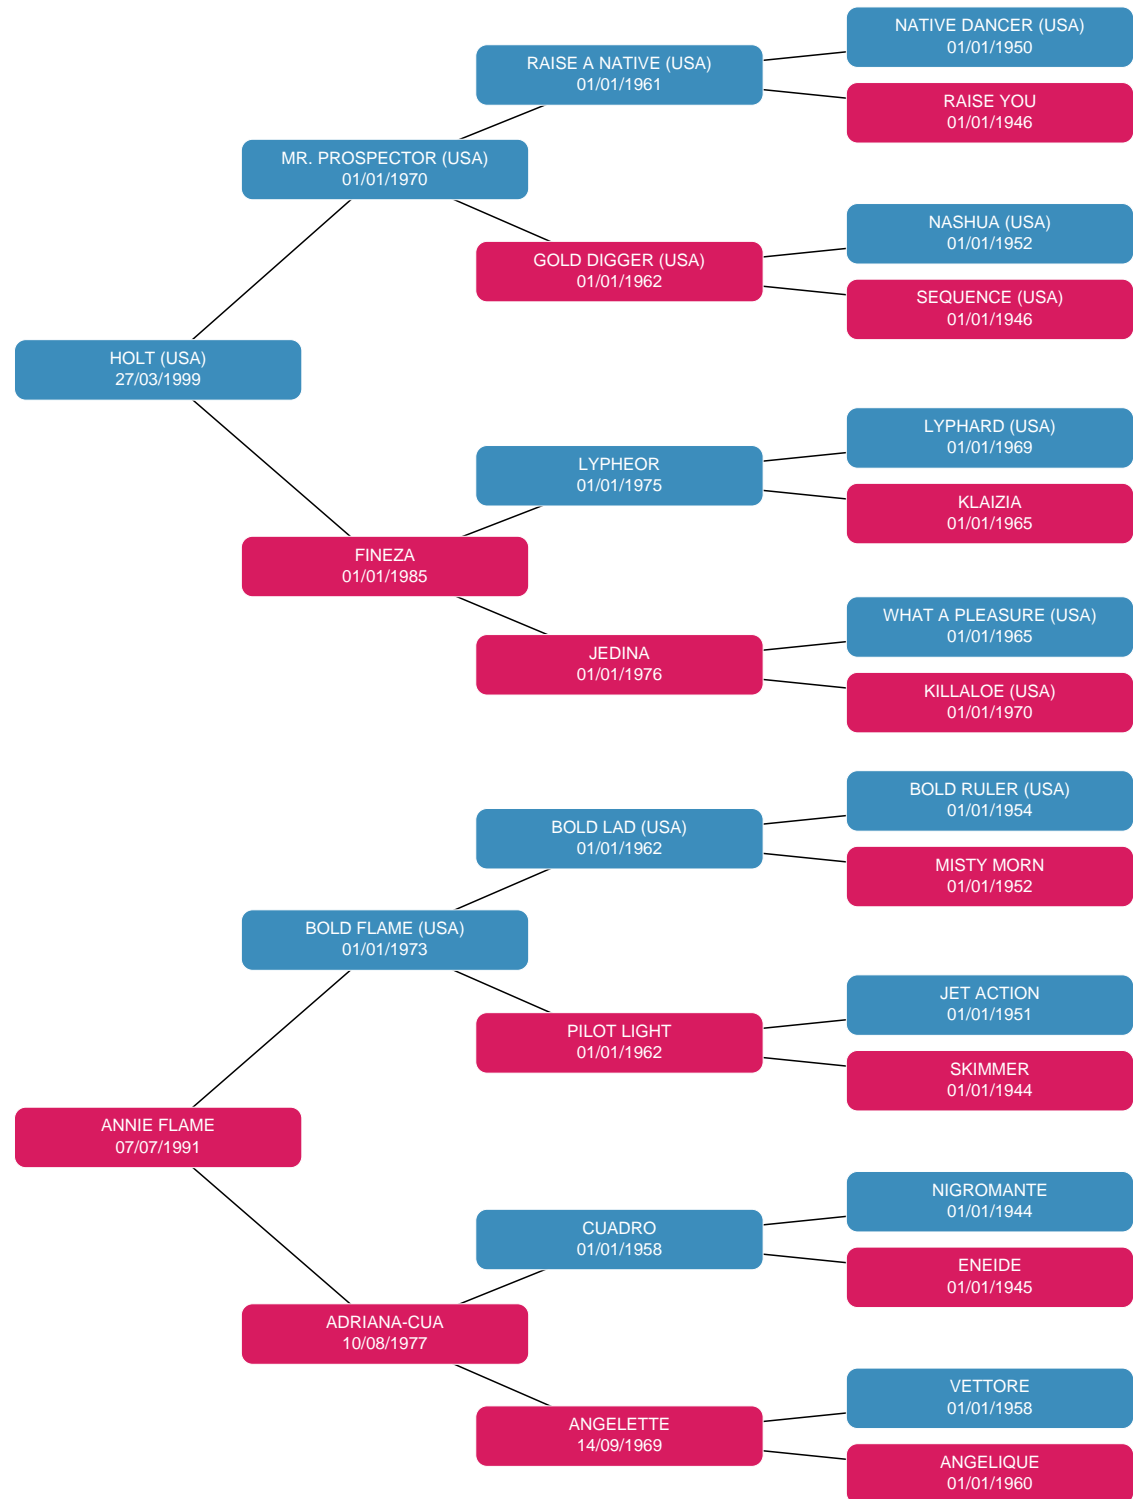 NATIVE DANCER (USA)
01/01/1950
RAISE A NATIVE (USA)
01/01/1961
RAISE YOU
01/01/1946
MR. PROSPECTOR (USA)
01/01/1970
NASHUA (USA)
01/01/1952
GOLD DIGGER (USA)
01/01/1962
SEQUENCE (USA)
01/01/1946
HOLT (USA)
27/03/1999
LYPHARD (USA)
01/01/1969
LYPHEOR
01/01/1975
KLAIZIA
01/01/1965
FINEZA
01/01/1985
WHAT A PLEASURE (USA)
01/01/1965
JEDINA
01/01/1976
KILLALOE (USA)
01/01/1970
BOLD RULER (USA)
01/01/1954
BOLD LAD (USA)
01/01/1962
MISTY MORN
01/01/1952
BOLD FLAME (USA)
01/01/1973
JET ACTION
01/01/1951
PILOT LIGHT
01/01/1962
SKIMMER
01/01/1944
ANNIE FLAME
07/07/1991
NIGROMANTE
01/01/1944
CUADRO
01/01/1958
ENEIDE
01/01/1945
ADRIANA-CUA
10/08/1977
VETTORE
01/01/1958
ANGELETTE
14/09/1969
ANGELIQUE
01/01/1960